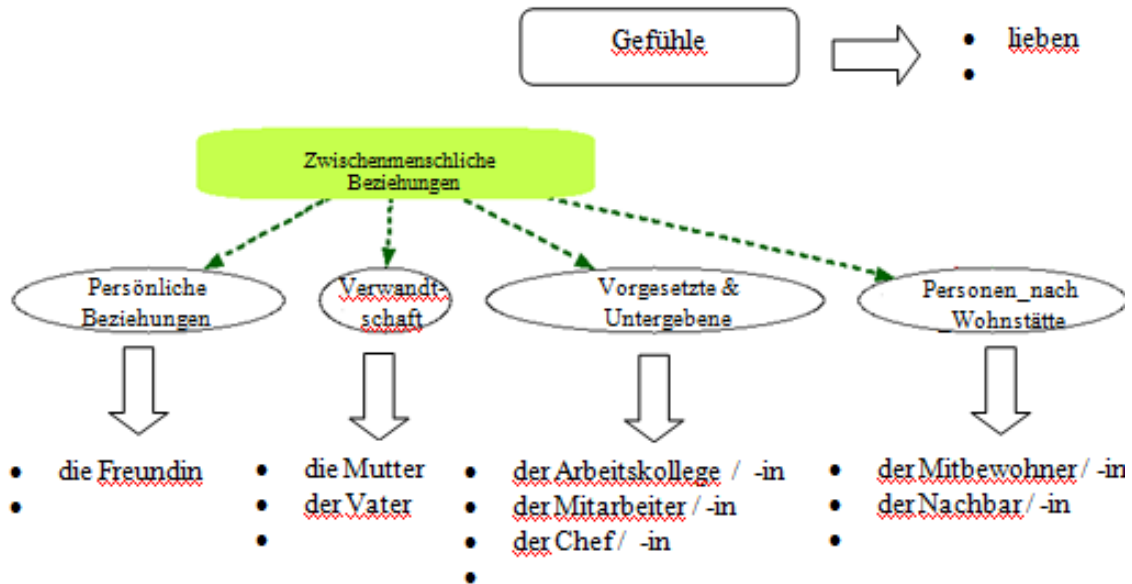 Gefühle
• lieben
•
Zwischenmenschliche
Beziehungen
Persönliche
Beziehungen
Verwandt-
schaft
Vorgesetzte &
Untergebene
Personen_nach
_Wohnstätte
• die Freundin
•
• die Mutter
• der Vater
•
• der Arbeitskollege / -in
• der Mitarbeiter / -in
• der Chef / -in
•
• der Mitbewohner / -in
• der Nachbar / -in
•